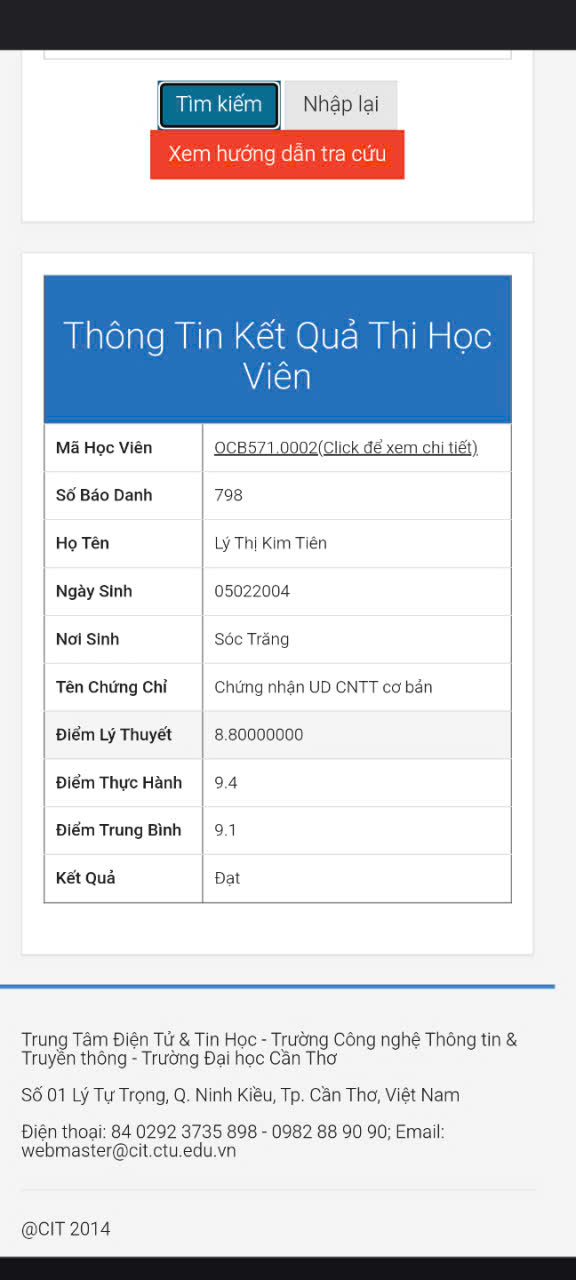 Tìm kiếm Nhập lại
Xem hướng dẫn tra cứu
Thông Tin Kết Quả Thi Học
Viên
Mã Học Viên OCB571.0002(Click để xem chi tiết)
Số Báo Danh 798
Họ Tên Lý Thị Kim Tiên
Ngày Sinh 05022004
Nơi Sinh Sóc Trăng
Tên Chứng Chỉ Chứng nhận UD CNTT cơ bản
Điểm Lý Thuyết 8.80000000
Điểm Thực Hành 9.4
Điểm Trung Bình 9.1
Kết Quả Đạt
Trung Tâm Điện Tử & Tin Học - Trường Công nghệ Thông tin &
Truyền thông - Trường Đại học Cần Thơ
Số 01 Lý Tự Trọng, Q. Ninh Kiều, Tp. Cần Thơ, Việt Nam
Điện thoại: 84 0292 3735 898 - 0982 88 90 90; Email:
webmaster@cit.ctu.edu.vn
@CIT 2014